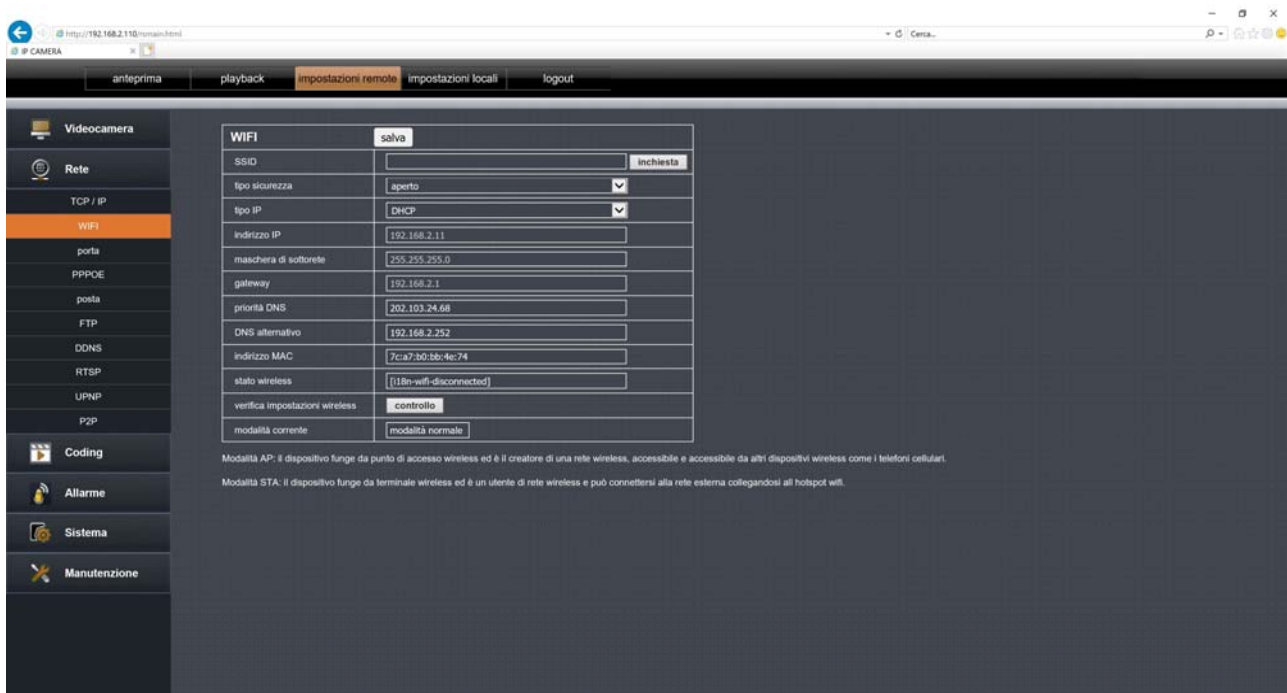 http://192.168.2.110/romain.html
Cerca...
IP CAMERA
anteprima playback impostazioni remote impostazioni locali logout
Videocamera
Rete
TCP / IP
WIFI
porta
PPPOE
posta
FTP
DDNS
RTSP
UPNP
P2P
Coding
Allarme
Sistema
Manutenzione
WIFI salva
SSID inchiesta
tipo sicurezza aperto
tipo IP DHCP
indirizzo IP 192.168.2.11
maschera di sottorete 255.255.255.0
gateway 192.168.2.1
priorità DNS 202.103.24.68
DNS alternativo 192.168.2.252
indirizzo MAC 7c:a7:b0:bb:4e:74
stato wireless [i18n-wifi-disconnected]
verifica impostazioni wireless controllo
modalità corrente modalità normale
Modalità AP: il dispositivo funge da punto di accesso wireless ed è il creatore di una rete wireless, accessibile e accessibile da altri dispositivi wireless come i telefoni cellulari.
Modalità STA: il dispositivo funge da terminale wireless ed è un utente di rete wireless e può connettersi alla rete esterna collegandosi all hotspot wifi.